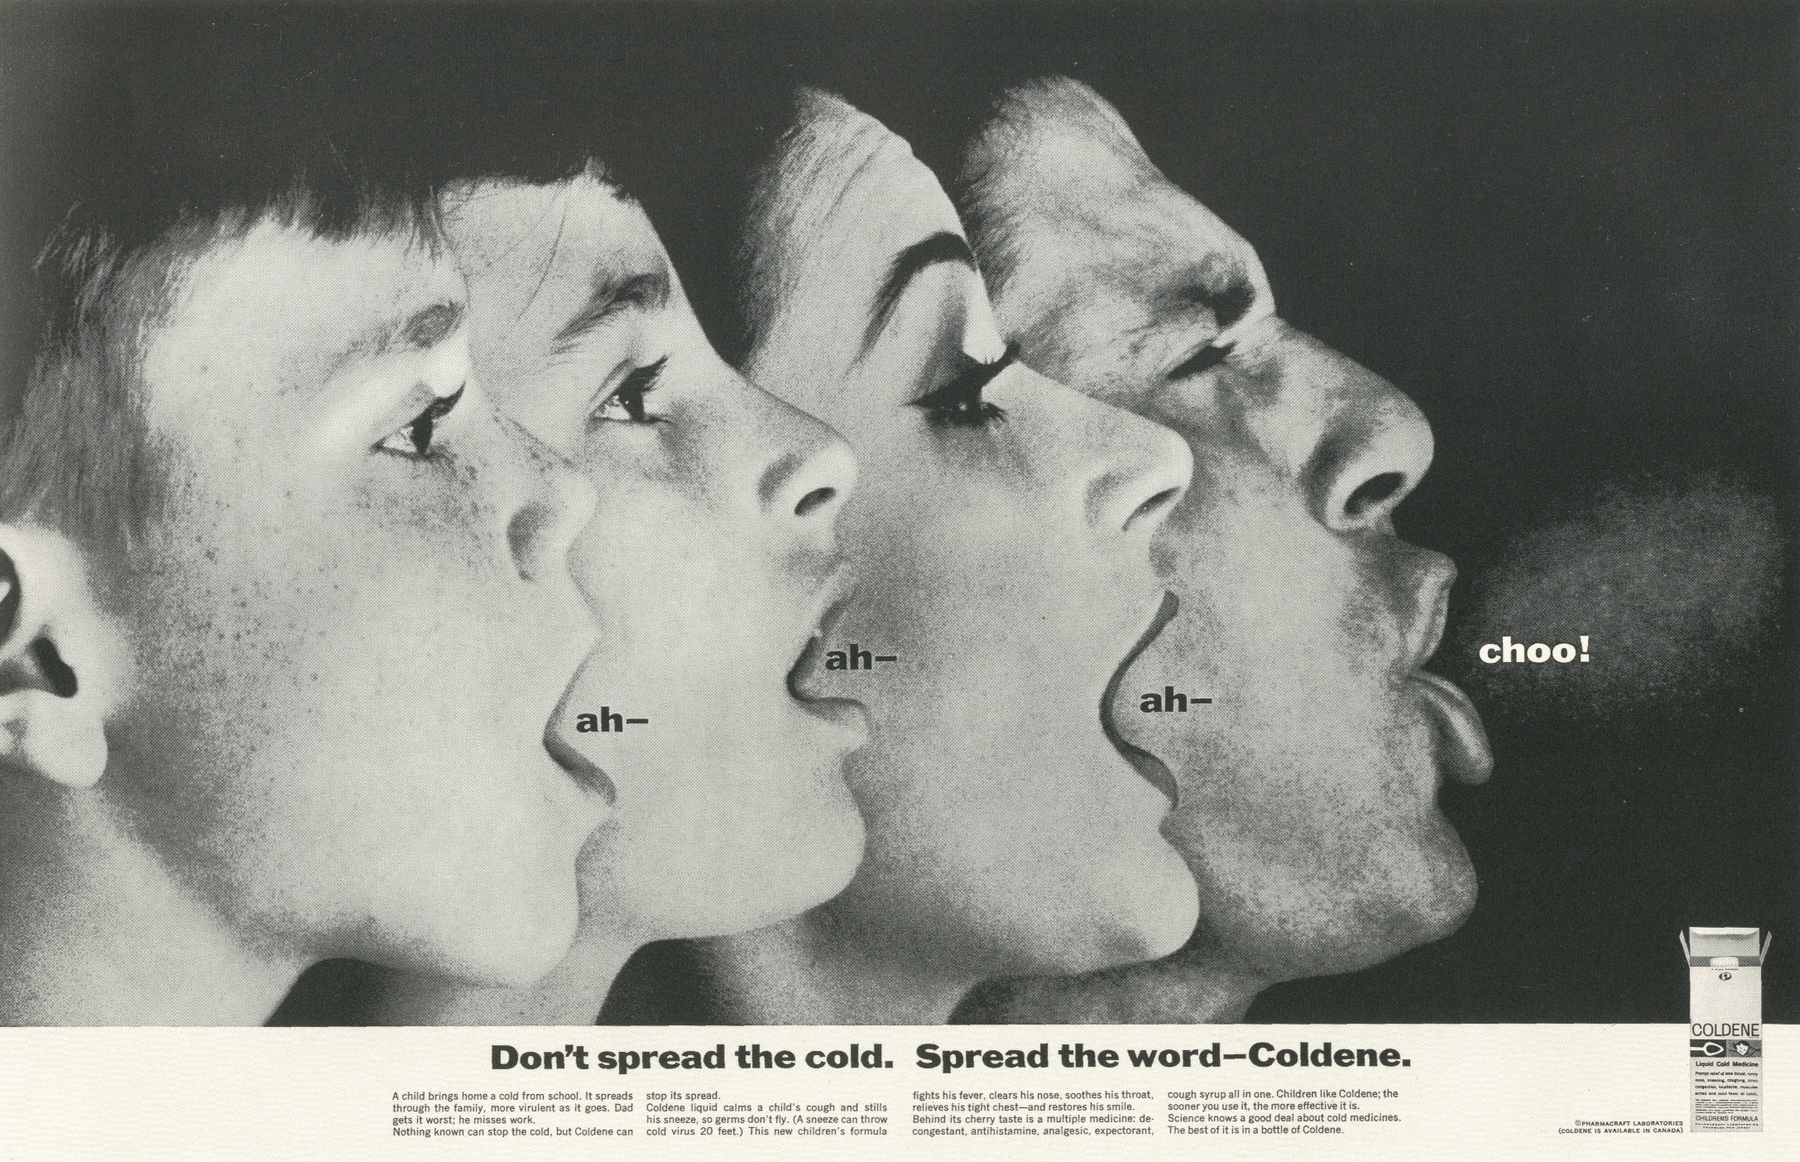 ah—
ah—
ah—
choo!
Don't spread the cold. Spread the word—Coldene.
A child brings home a cold from school. It spreads
through the family, more virulent as it goes. Dad
gets it worst; he misses work.
Nothing known can stop the cold, but Coldene can
stop its spread.
Coldene liquid calms a child's cough and stills
his sneeze, so germs don't fly. (A sneeze can throw
cold virus 20 feet.) This new children's formula
fights his fever, clears his nose, soothes his throat,
relieves his tight chest—and restores his smile.
Behind its cherry taste is a multiple medicine: de-
congestant, antihistamine, analgesic, expectorant,
cough syrup all in one. Children like Coldene; the
sooner you use it, the more effective it is.
Science knows a good deal about cold medicines.
The best of it is in a bottle of Coldene.
©PHARMACRAFT LABORATORIES
(COLDENE IS AVAILABLE IN CANADA)
COLDENE
Liquid Cold Medicine
CHILDREN'S FORMULA